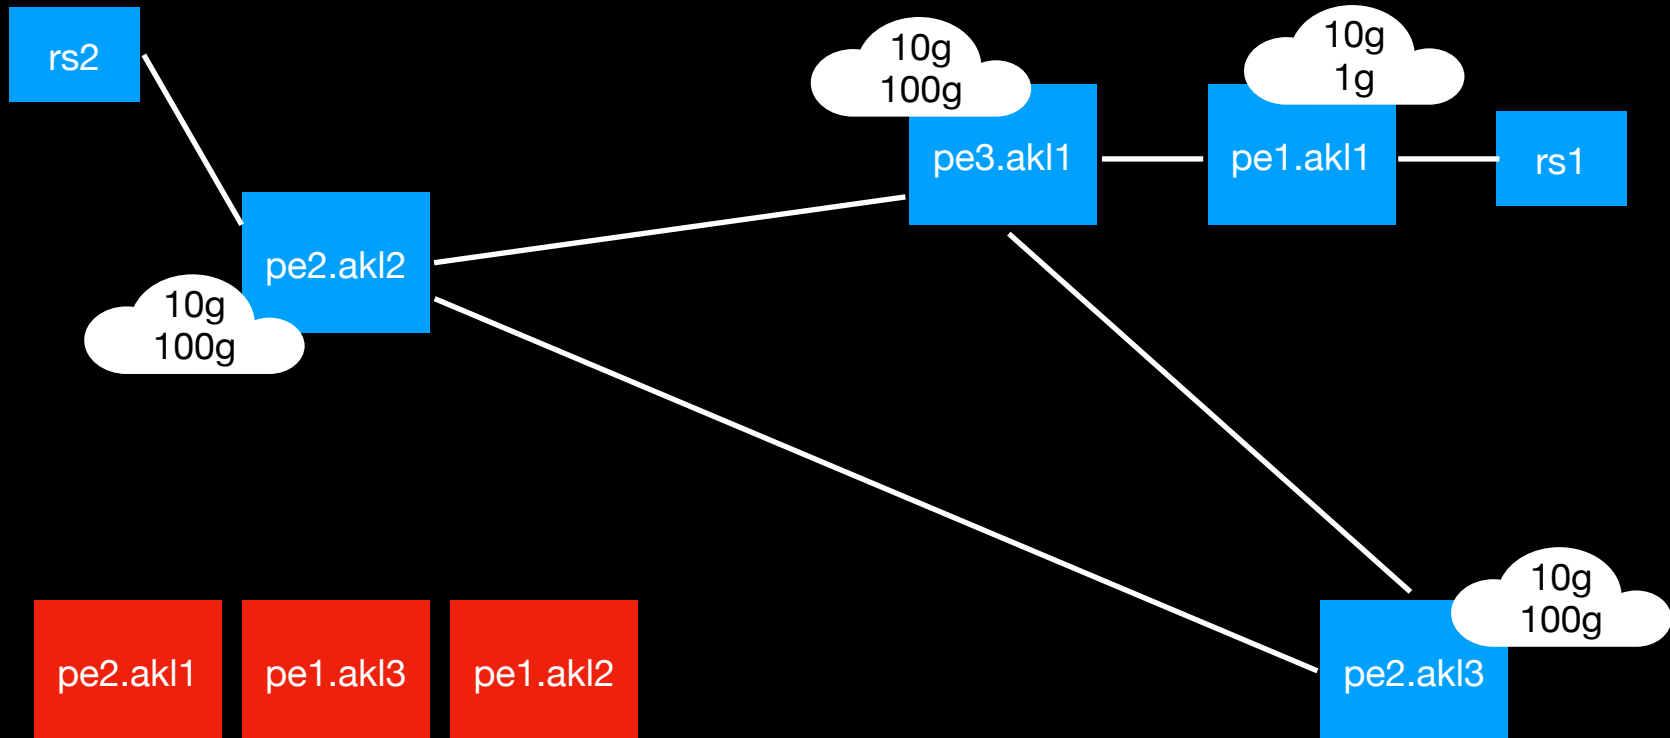 rs2
10g
100g
10g
1g
pe3.akl1
pe1.akl1
rs1
pe2.akl2
10g
100g
10g
100g
pe2.akl1
pe1.akl3
pe1.akl2
pe2.akl3